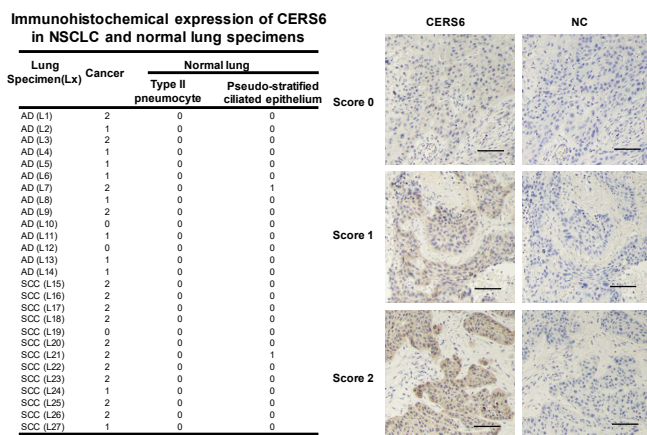 Immunohistochemical expression of CERS6
in NSCLC and normal lung specimens
Lung
Specimen(Lx) Cancer Normal lung
Type II
pneumocyte
Pseudo-stratified
ciliated epithelium
AD (L1) 2 0 0
AD (L2) 1 0 0
AD (L3) 2 0 0
AD (L4) 1 0 0
AD (L5) 1 0 0
AD (L6) 1 0 0
AD (L7) 2 0 1
AD (L8) 1 0 0
AD (L9) 2 0 0
AD (L10) 0 0 0
AD (L11) 1 0 0
AD (L12) 0 0 0
AD (L13) 1 0 0
AD (L14) 1 0 0
SCC (L15) 2 0 0
SCC (L16) 2 0 0
SCC (L17) 2 0 0
SCC (L18) 2 0 0
SCC (L19) 0 0 0
SCC (L20) 2 0 0
SCC (L21) 2 0 1
SCC (L22) 2 0 0
SCC (L23) 2 0 0
SCC (L24) 1 0 0
SCC (L25) 2 0 0
SCC (L26) 2 0 0
SCC (L27) 1 0 0
CERS6 NC
Score 0
Score 1
Score 2